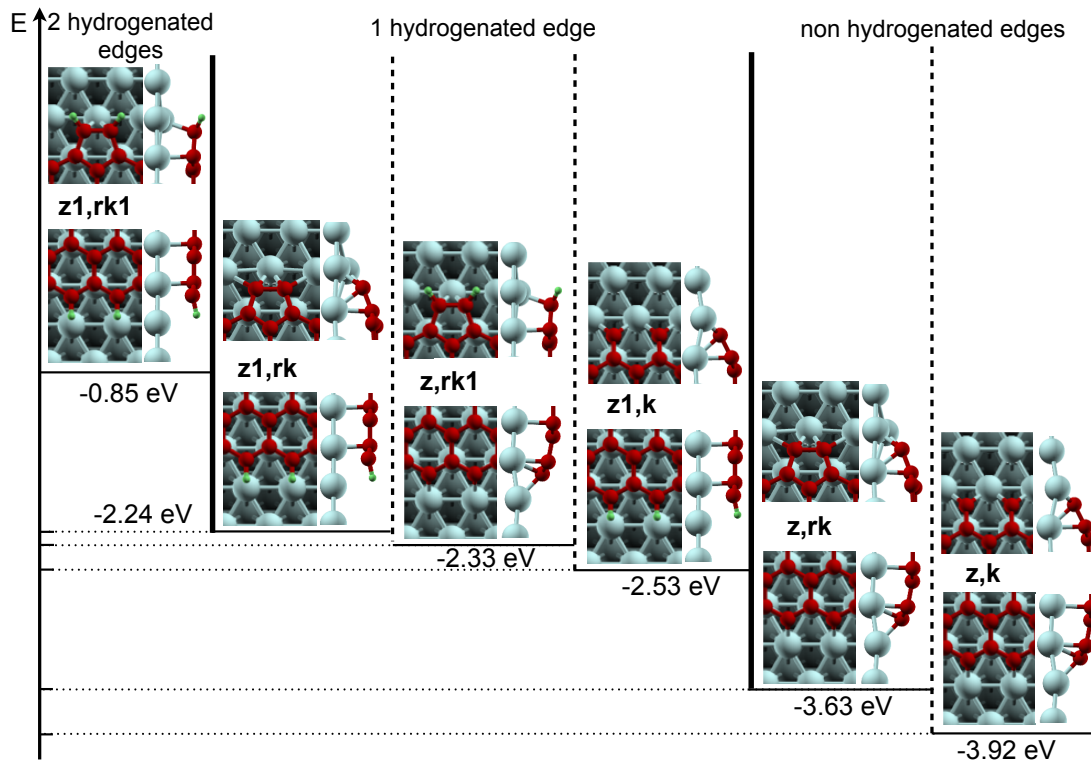 E
2 hydrogenated
edges
1 hydrogenated edge
non hydrogenated edges
z1,rk1
-0.85 eV
z1,rk
-2.24 eV
z,rk1
-2.33 eV
z1,k
-2.53 eV
z,rk
-3.63 eV
z,k
-3.92 eV